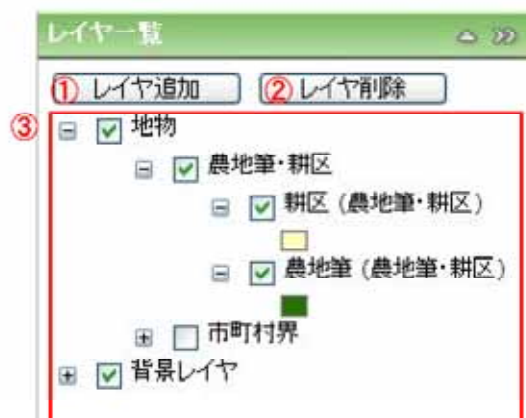 レイヤ一覧
① レイヤ追加 ② レイヤ削除
③
地物
農地筆・耕区
耕区 (農地筆・耕区)
農地筆 (農地筆・耕区)
市町村界
背景レイヤ